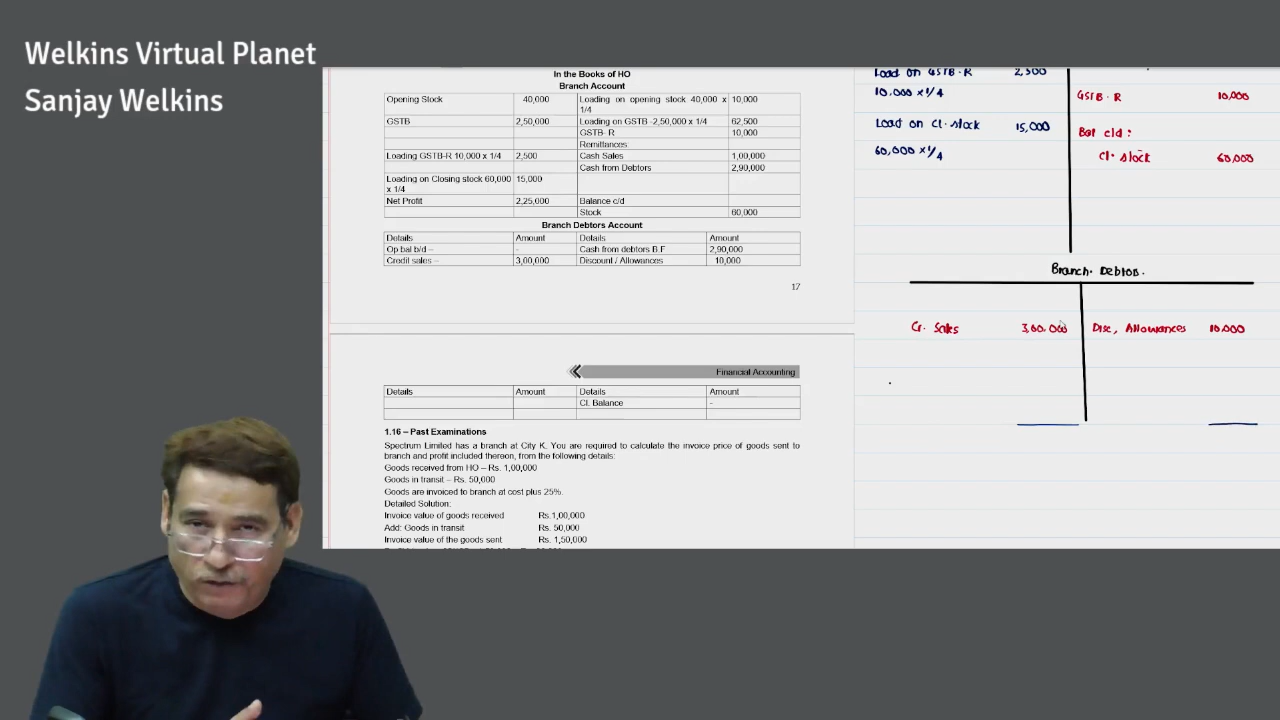 Welkins Virtual Planet
Sanjay Welkins
In the Books of HO
Branch Account
Opening Stock 40,000 Loading on opening stock 40,000 x 1/4 10,000
GSTB 2,50,000 Loading on GSTB -2,50,000 x 1/4 62,500
GSTB- R 10,000
Remittances
Loading GSTB-R 10,000 x 1/4 2,500 Cash Sales 1,00,000
Cash from Debtors 2,90,000
Loading on Closing stock 60,000 x 1/4 15,000
Net Profit 2,25,000 Balance c/d
Stock 60,000
Branch Debtors Account
Details Amount Details Amount
Op bal b/d – - Cash from debtors B.F 2,90,000
Credit sales – 3,00,000 Discount / Allowances 10,000
17
Financial Accounting
Details Amount Details Amount
Cl. Balance -
1.16 – Past Examinations
Spectrum Limited has a branch at City K. You are required to calculate the invoice price of goods sent to
branch and profit included thereon, from the following details:
Goods received from HO – Rs. 1,00,000
Goods in transit – Rs. 50,000
Goods are invoiced to branch at cost plus 25%.
Detailed Solution:
Invoice value of goods received Rs.1,00,000
Add: Goods in transit Rs. 50,000
Invoice value of the goods sent Rs. 1,50,000
Load on GSTB-R 2,500
10,000 x 1/4
GSTB-R 10,000
Load on Cl. stock 15,000
Bal c/d:
60,000 x 1/4
Cl. stock 60,000
Branch Debtors.
Cr. Sales 3,00,000 Disc, Allowances 10,000